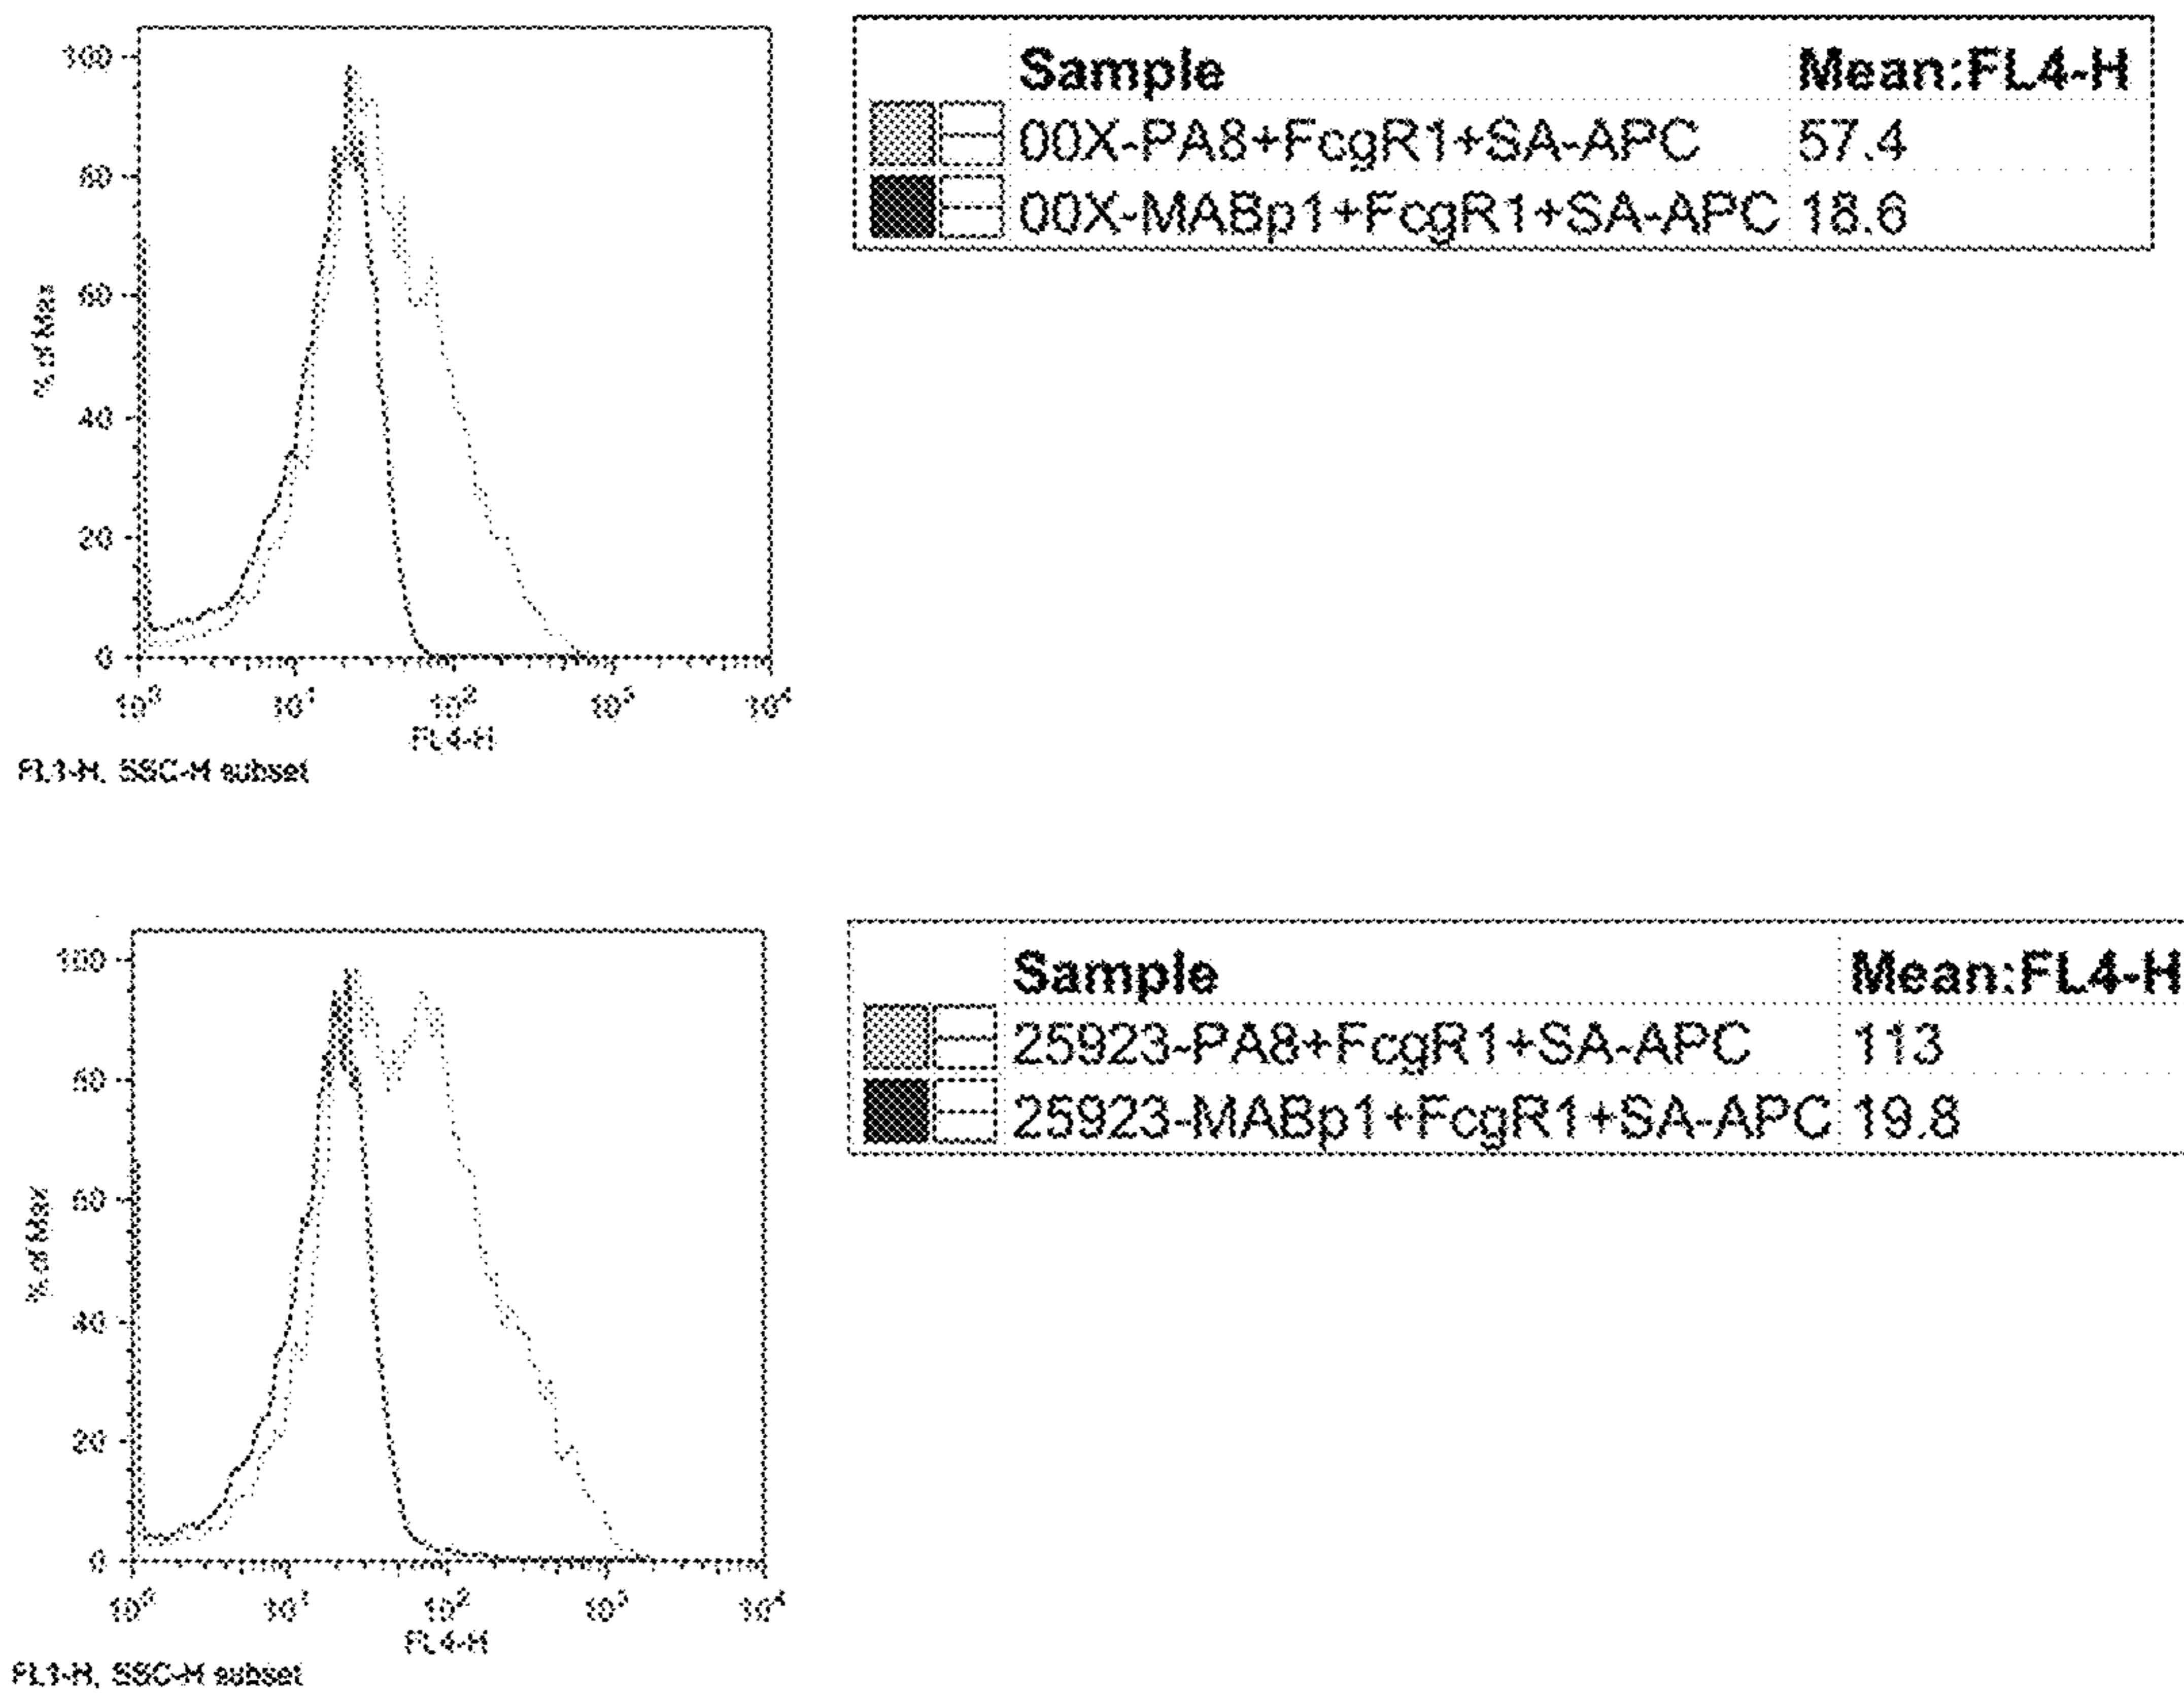 100
80
60
40
20
0
% of Max
10^0 10^1 10^2 10^3 10^4
FL4-H
FL1-H, SSC-H subset
Sample Mean:FL4-H
00X-PA8+FcgR1+SA-APC 57.4
00X-MABp1+FcgR1+SA-APC 18.6
100
80
60
40
20
0
% of Max
10^0 10^1 10^2 10^3 10^4
FL4-H
FL1-H, SSC-H subset
Sample Mean:FL4-H
25923-PA8+FcgR1+SA-APC 113
25923-MABp1+FcgR1+SA-APC 19.8